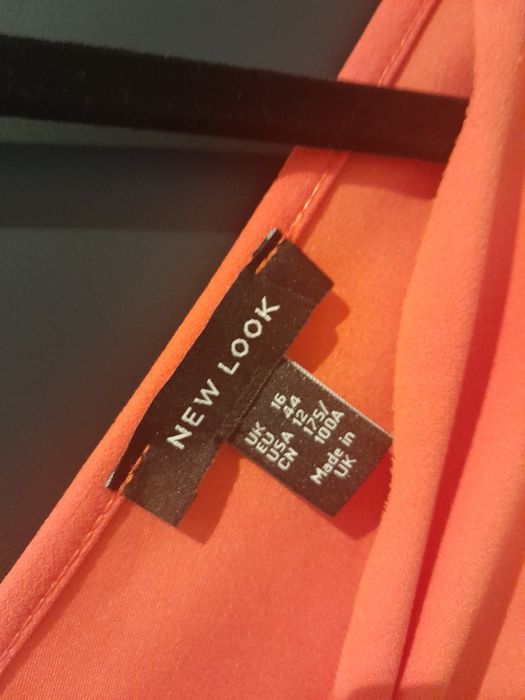 NEW LOOK
UK 16
EU 44
USA 12
CN 175/
100A
Made in
UK